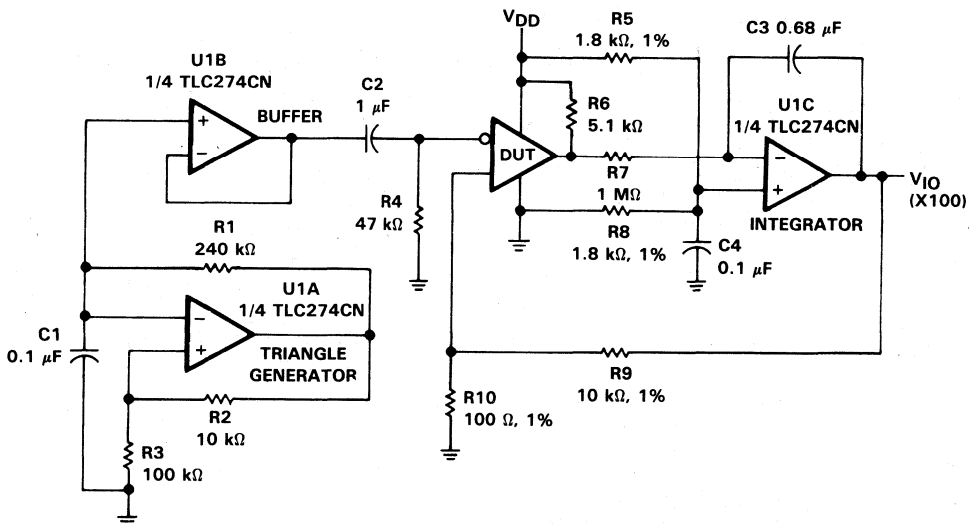 U1B
1/4 TLC274CN
+
−
BUFFER
C2
1 μF
R4
47 kΩ
VDD
DUT
R5
1.8 kΩ, 1%
R6
5.1 kΩ
R7
1 MΩ
R8
1.8 kΩ, 1%
C3 0.68 μF
U1C
1/4 TLC274CN
−
+
INTEGRATOR
VIO
(X100)
C4
0.1 μF
R1
240 kΩ
U1A
1/4 TLC274CN
−
+
TRIANGLE
GENERATOR
C1
0.1 μF
R2
10 kΩ
R3
100 kΩ
R9
10 kΩ, 1%
R10
100 Ω, 1%